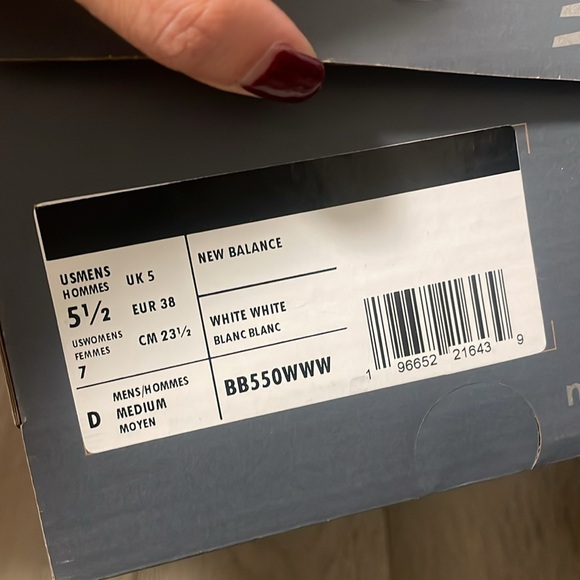 USMENS
HOMMES
5½
USWOMENS
FEMMES
7
UK 5
EUR 38
CM 23½
D
MENS/HOMMES
MEDIUM
MOYEN
NEW BALANCE
WHITE WHITE
BLANC BLANC
BB550WWW
1 96652 21643 9